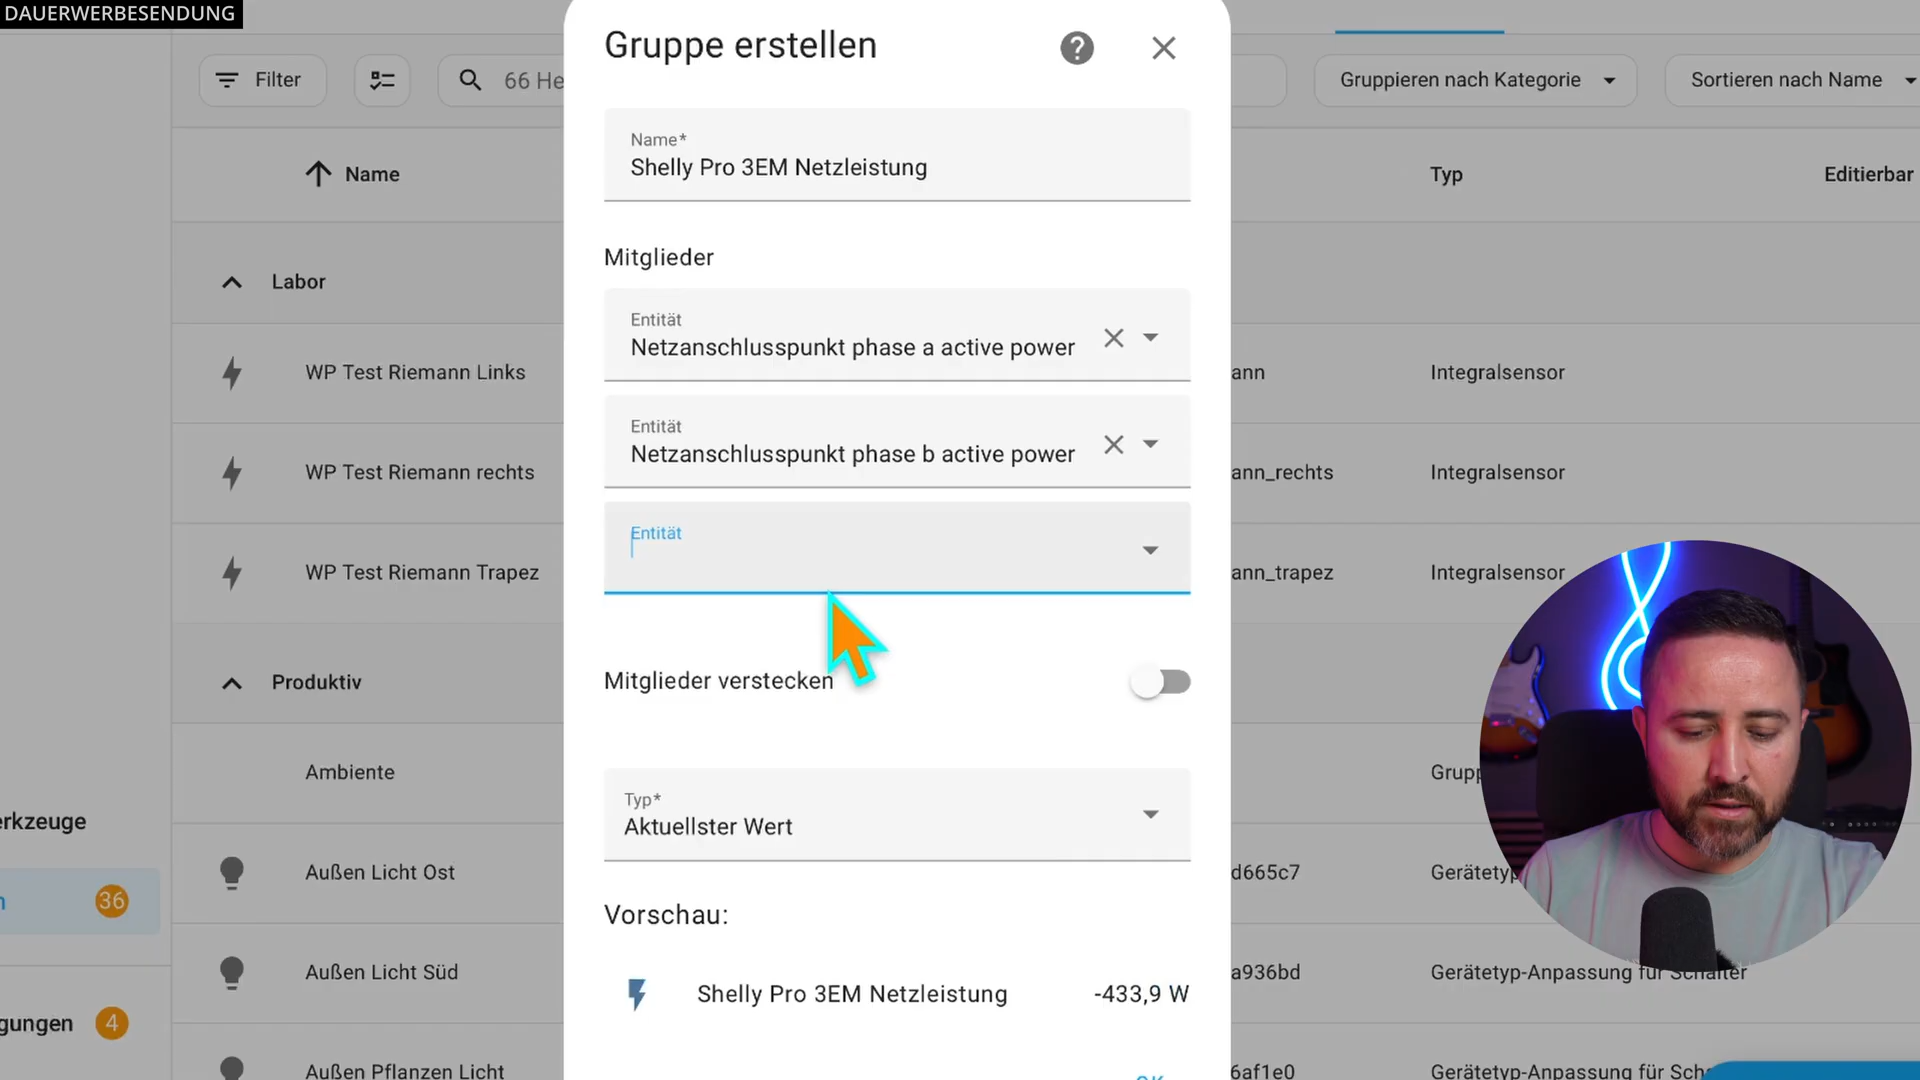 DAUERWERBESENDUNG
Filter
66 He
Gruppieren nach Kategorie
Sortieren nach Name
Name
Typ
Editierbar
Labor
WP Test Riemann Links
ann
Integralsensor
WP Test Riemann rechts
ann_rechts
Integralsensor
WP Test Riemann Trapez
ann_trapez
Integralsensor
Produktiv
Ambiente
Grupp
Außen Licht Ost
d665c7
Gerätetyp
Außen Licht Süd
a936bd
Gerätetyp-Anpassung für Schalter
Außen Pflanzen Licht
6af1e0
Gerätetyp-Anpassung für Sch
erkzeuge
n
36
gungen
4
Gruppe erstellen
Name*
Shelly Pro 3EM Netzleistung
Mitglieder
Entität
Netzanschlusspunkt phase a active power
Entität
Netzanschlusspunkt phase b active power
Entität
Mitglieder verstecken
Typ*
Aktuellster Wert
Vorschau:
Shelly Pro 3EM Netzleistung
-433,9 W
OK